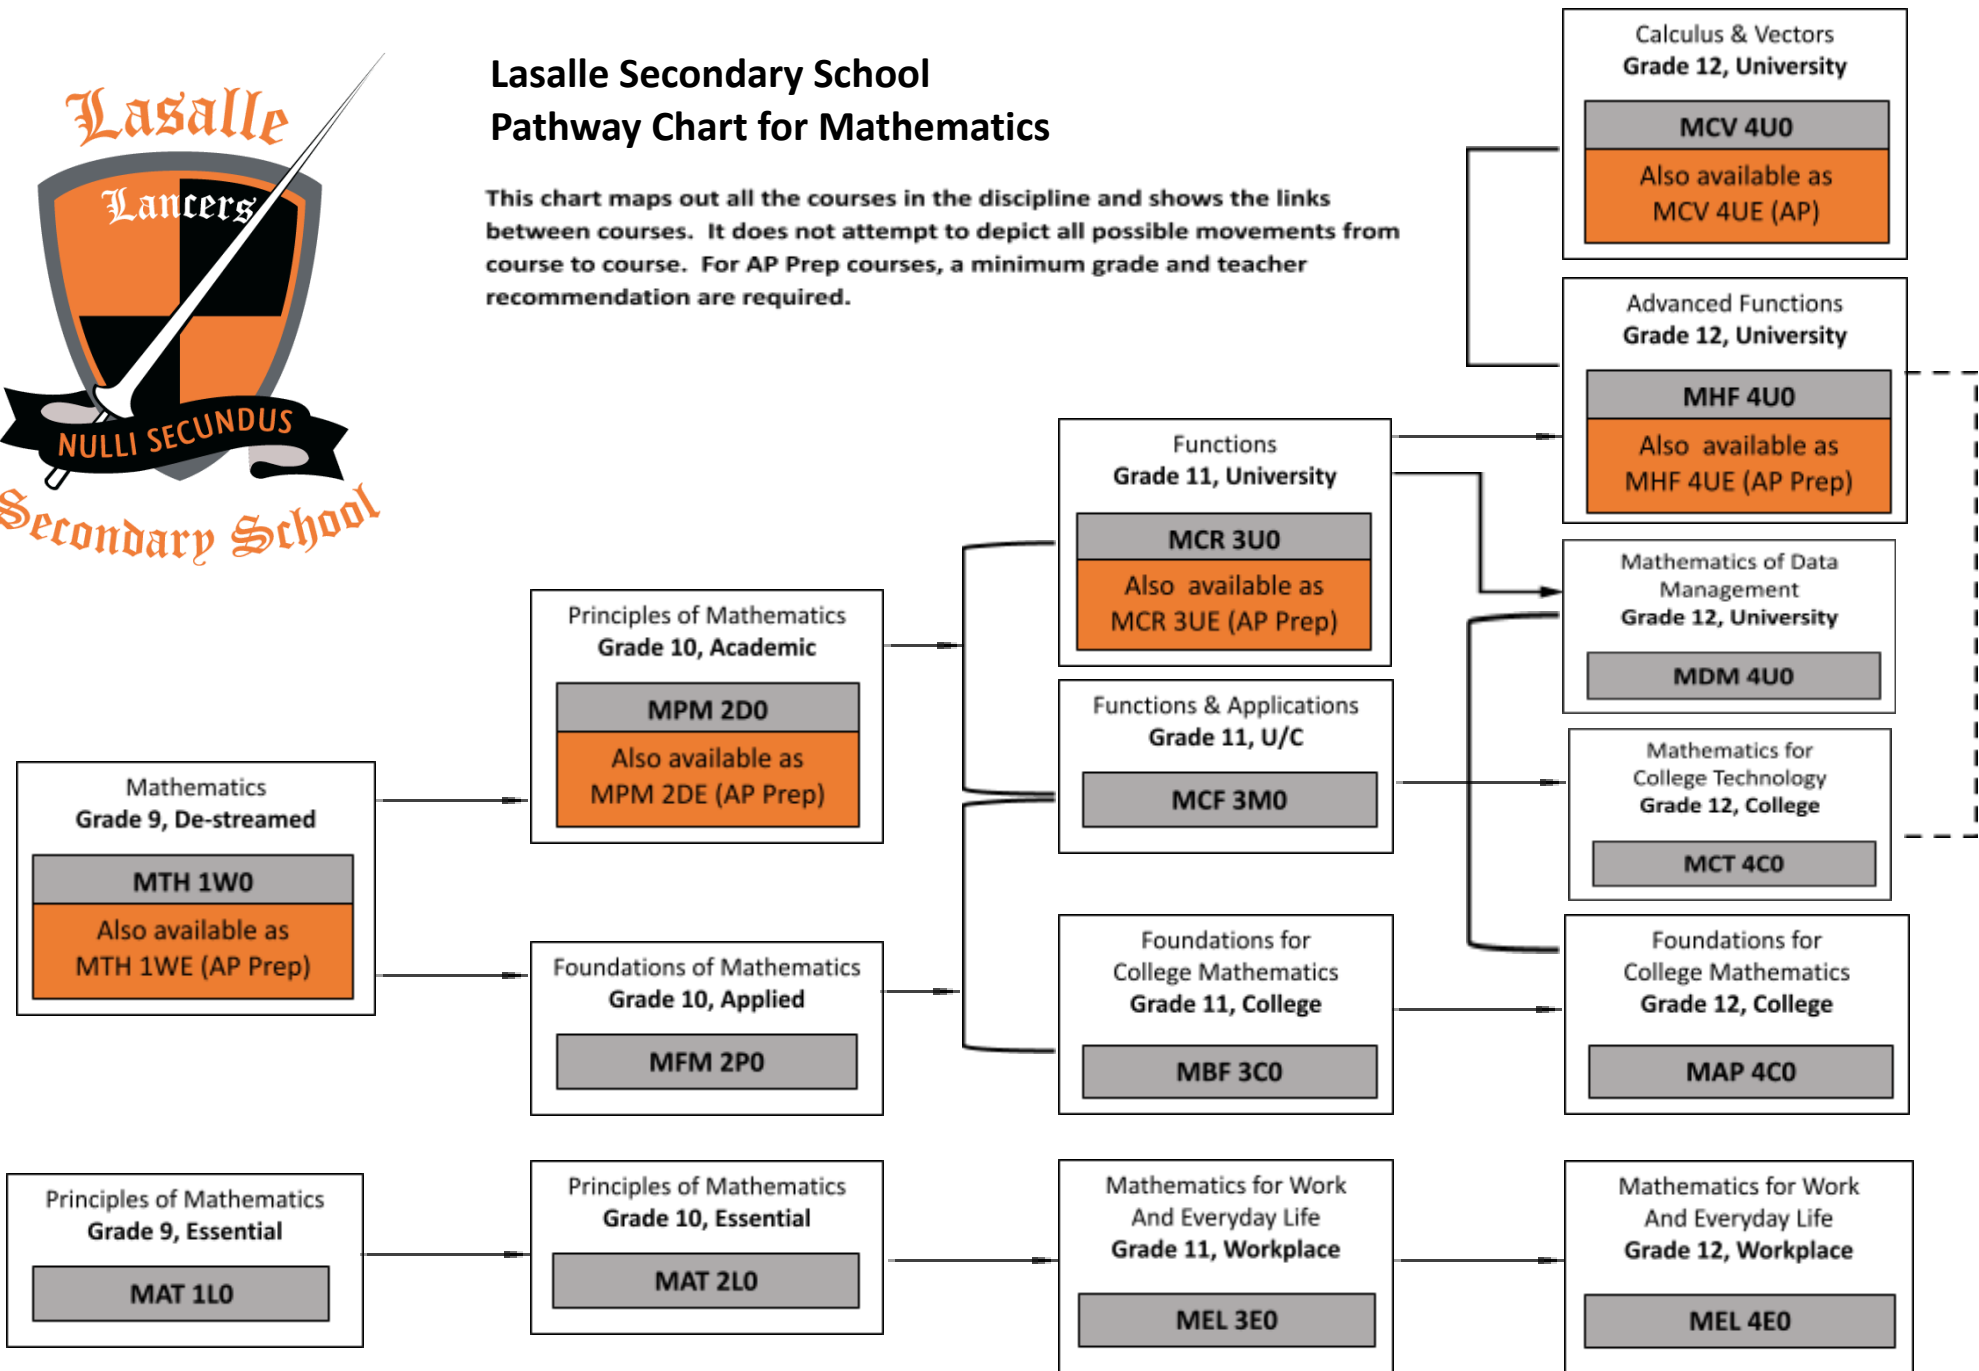 Lasalle
Lancers
NULLI SECUNDUS
Secondary School
Lasalle Secondary School
Pathway Chart for Mathematics
This chart maps out all the courses in the discipline and shows the links
between courses. It does not attempt to depict all possible movements from
course to course. For AP Prep courses, a minimum grade and teacher
recommendation are required.
Mathematics
Grade 9, De-streamed
MTH 1W0
Also available as
MTH 1WE (AP Prep)
Principles of Mathematics
Grade 9, Essential
MAT 1L0
Principles of Mathematics
Grade 10, Academic
MPM 2D0
Also available as
MPM 2DE (AP Prep)
Foundations of Mathematics
Grade 10, Applied
MFM 2P0
Principles of Mathematics
Grade 10, Essential
MAT 2L0
Functions
Grade 11, University
MCR 3U0
Also available as
MCR 3UE (AP Prep)
Functions & Applications
Grade 11, U/C
MCF 3M0
Foundations for
College Mathematics
Grade 11, College
MBF 3C0
Mathematics for Work
And Everyday Life
Grade 11, Workplace
MEL 3E0
Calculus & Vectors
Grade 12, University
MCV 4U0
Also available as
MCV 4UE (AP)
Advanced Functions
Grade 12, University
MHF 4U0
Also available as
MHF 4UE (AP Prep)
Mathematics of Data
Management
Grade 12, University
MDM 4U0
Mathematics for
College Technology
Grade 12, College
MCT 4C0
Foundations for
College Mathematics
Grade 12, College
MAP 4C0
Mathematics for Work
And Everyday Life
Grade 12, Workplace
MEL 4E0